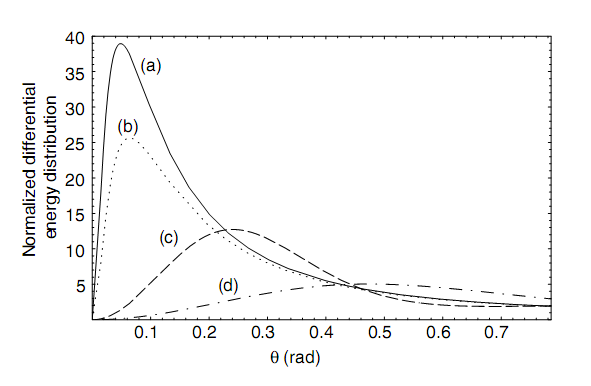 Normalized differential
energy distribution
40
35
30
25
20
15
10
5
(a)
(b)
(c)
(d)
0.1 0.2 0.3 0.4 0.5 0.6 0.7
θ (rad)